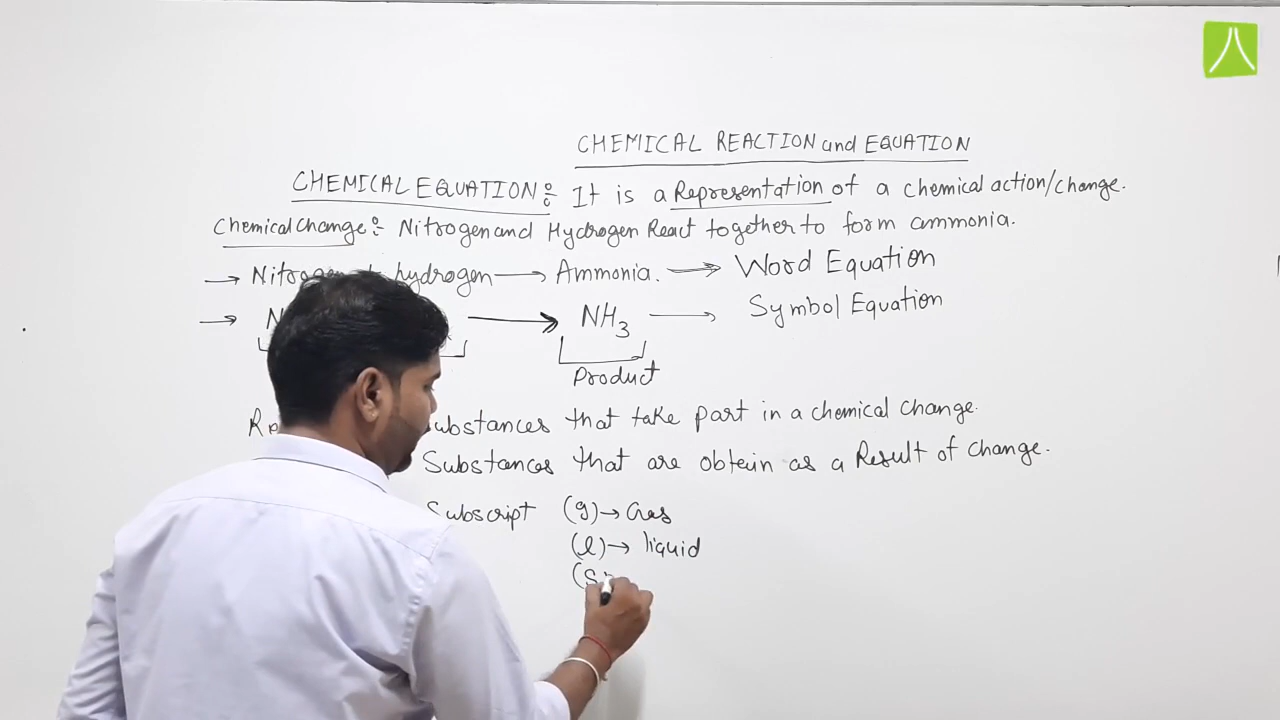 CHEMICAL REACTION and EQUATION
CHEMICAL EQUATION :- It is a Representation of a chemical action/change.
Chemical Change :- Nitrogen and Hydrogen React together to form ammonia.
→ Nitrogen + hydrogen → Ammonia. → Word Equation
→ N → NH₃ → Symbol Equation
Product
Substances that take part in a chemical change.
Substances that are obtein as a Result of change.
Subscript (g) → Gas
(l) → liquid
(S)